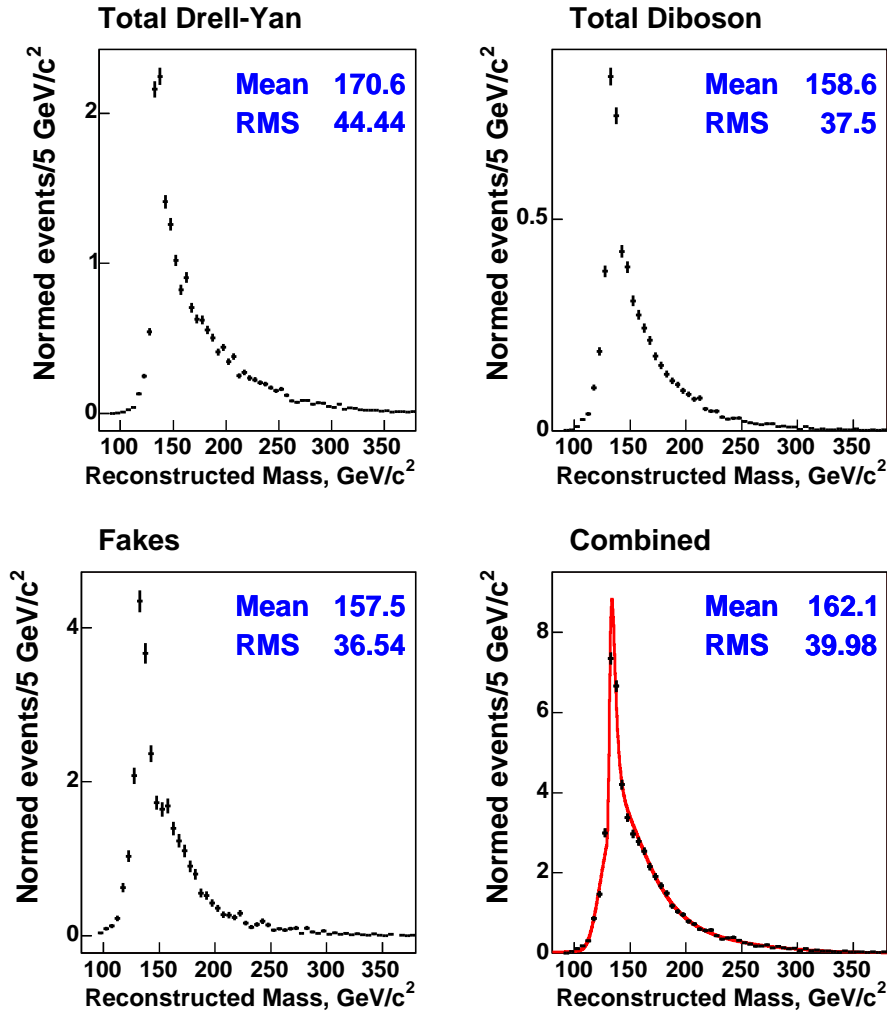 Total Drell-Yan
Normed events/5 GeV/c²
Mean 170.6
RMS 44.44
2
1
0
100 150 200 250 300 350
Reconstructed Mass, GeV/c²
Total Diboson
Normed events/5 GeV/c²
Mean 158.6
RMS 37.5
0.5
0
100 150 200 250 300 350
Reconstructed Mass, GeV/c²
Fakes
Normed events/5 GeV/c²
Mean 157.5
RMS 36.54
4
2
0
100 150 200 250 300 350
Reconstructed Mass, GeV/c²
Combined
Normed events/5 GeV/c²
Mean 162.1
RMS 39.98
8
6
4
2
0
100 150 200 250 300 350
Reconstructed Mass, GeV/c²